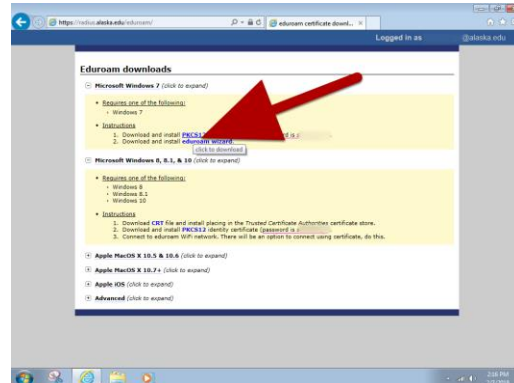 https://radius.alaska.edu/eduroam/
eduroam certificate downl...
Logged in as
@alaska.edu
Eduroam downloads
Microsoft Windows 7 (click to expand)
Requires one of the following:
Windows 7
Instructions
1. Download and install PKCS12
2. Download and install eduroam wizard.
click to download
Microsoft Windows 8, 8.1, & 10 (click to expand)
Requires one of the following:
Windows 8
Windows 8.1
Windows 10
Instructions
1. Download CRT file and install placing in the Trusted Certificate Authorities certificate store.
2. Download and install PKCS12 identity certificate (password is
3. Connect to eduroam WiFi network. There will be an option to connect using certificate, do this.
Apple MacOS X 10.5 & 10.6 (click to expand)
Apple MacOS X 10.7+ (click to expand)
Apple iOS (click to expand)
Advanced (click to expand)
2:16 PM